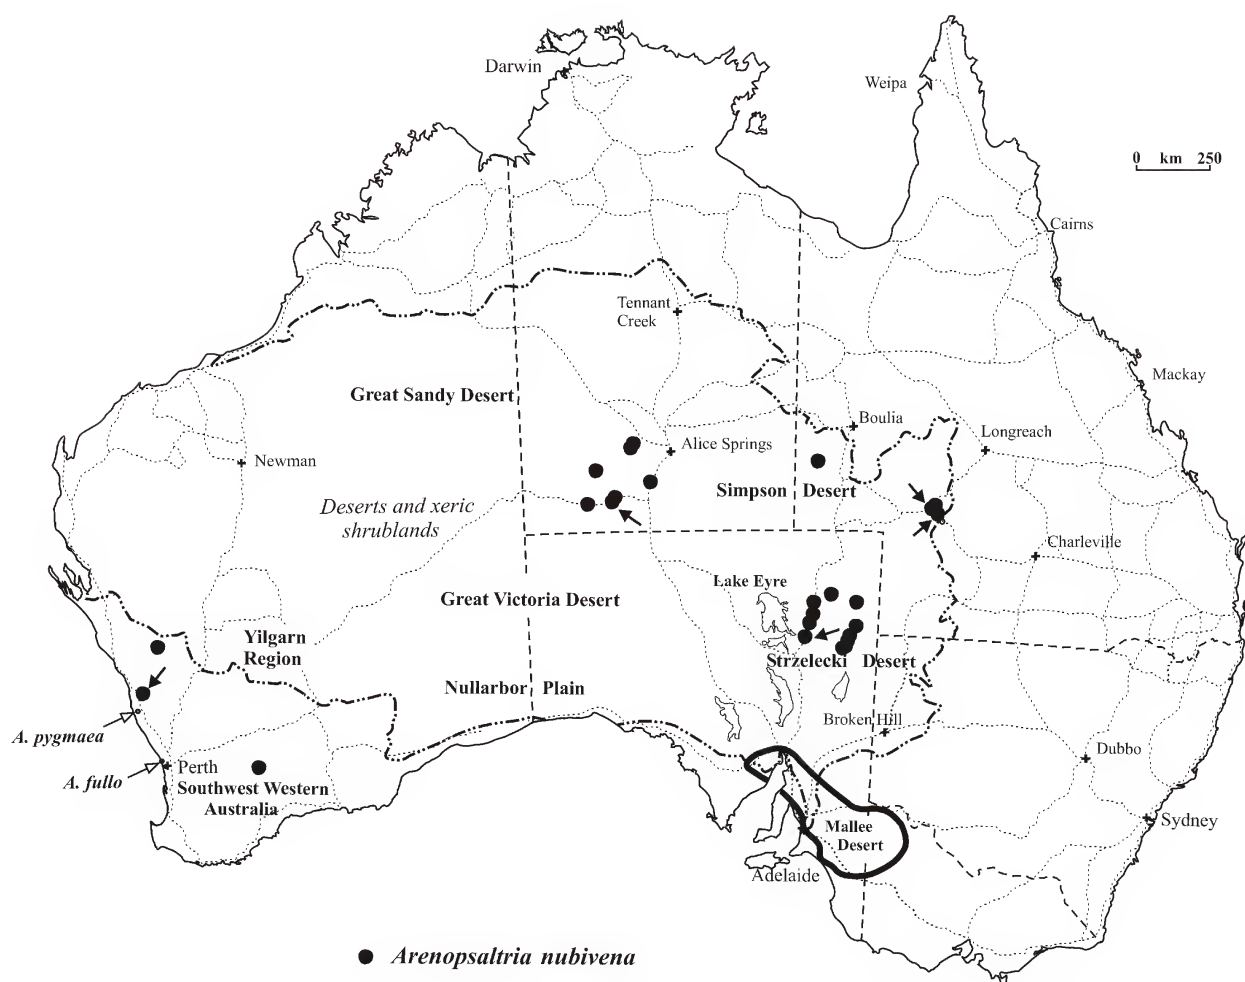 Darwin
Weipa
0 km 250
Cairns
Tennant
Creek
Mackay
Great Sandy Desert
Boulia
Longreach
Alice Springs
Newman
Simpson Desert
Deserts and xeric
shrublands
Charleville
Lake Eyre
Great Victoria Desert
Yilgarn
Region
Strzelecki Desert
Nullarbor Plain
Broken Hill
A. pygmaea
Dubbo
Perth
A. fullo
Southwest Western
Australia
Sydney
Mallee
Desert
Adelaide
Arenopsaltria nubivena